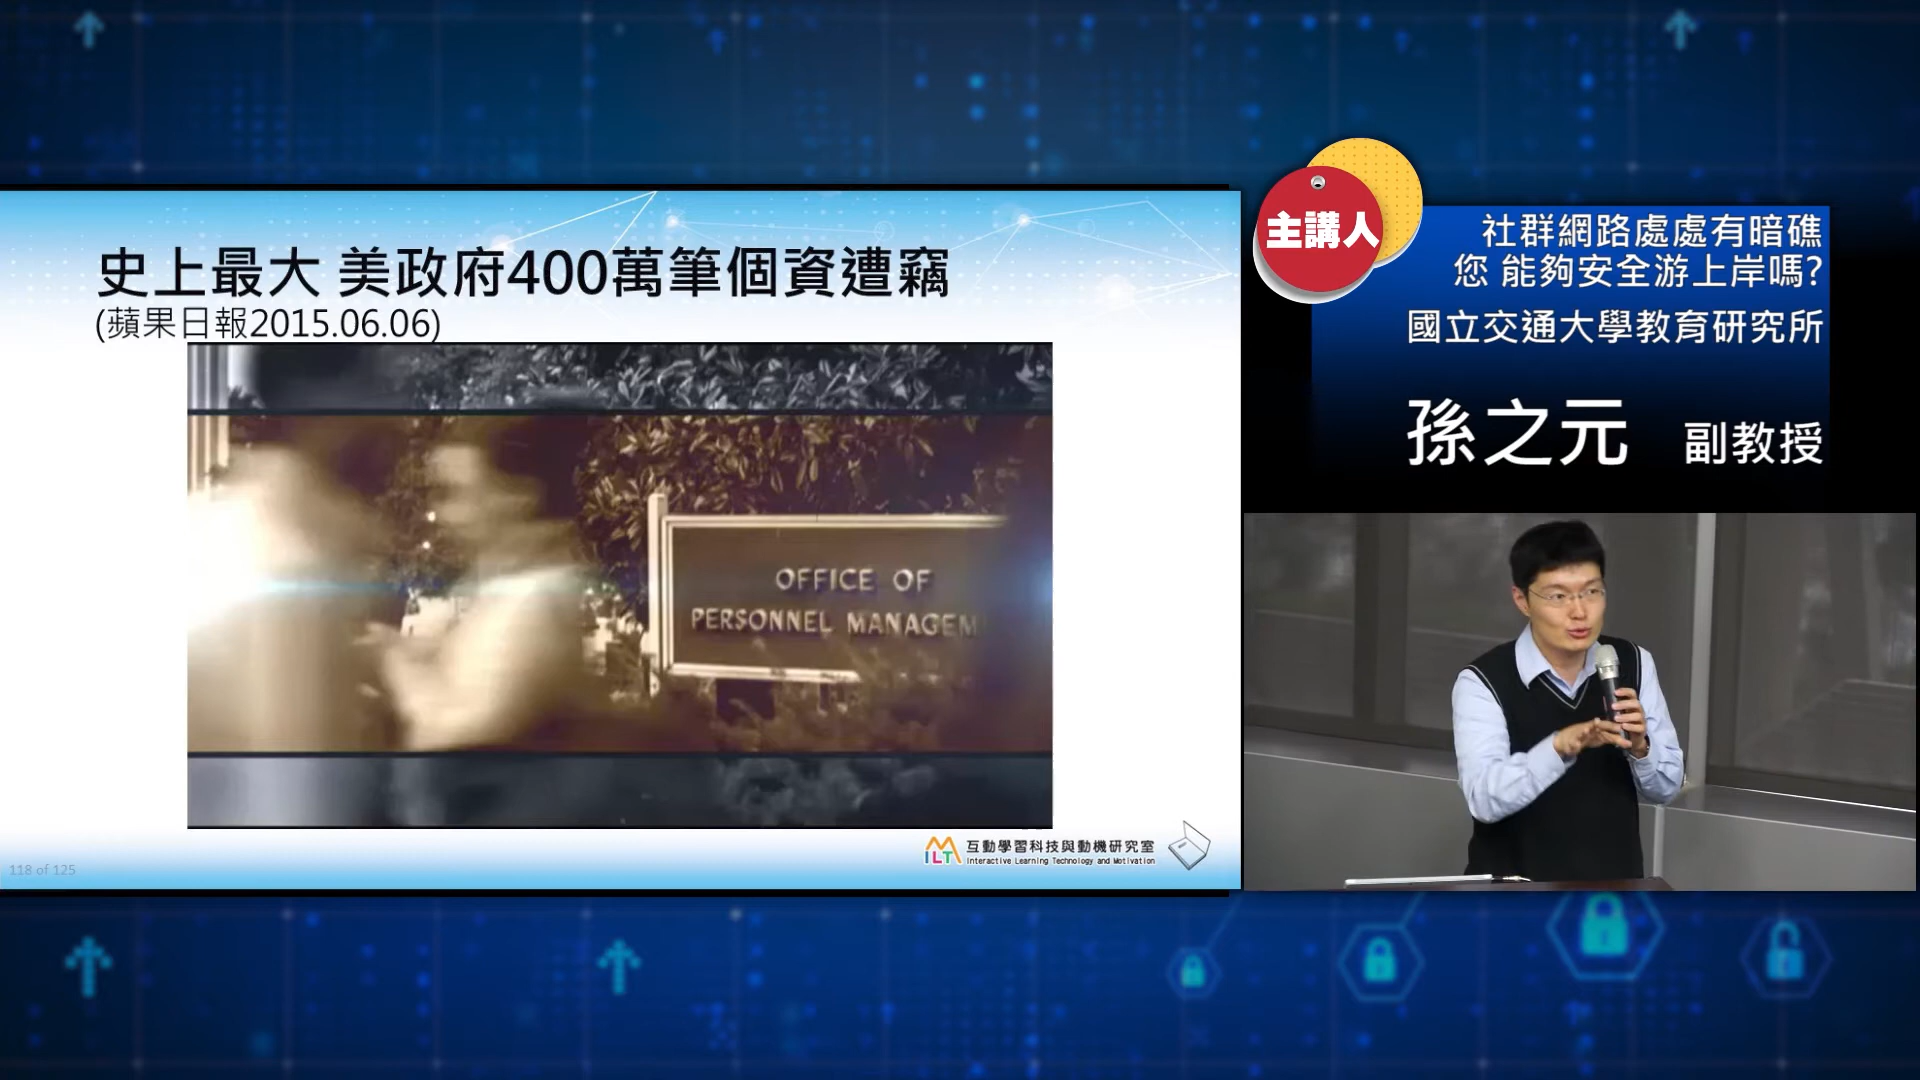 史上最大 美政府400萬筆個資遭竊
(蘋果日報2015.06.06)
OFFICE OF
PERSONNEL MANAGEM
互動學習科技與動機研究室
Interactive Learning Technology and Motivation
ILT
118 of 125
主講人
社群網路處處有暗礁
您 能夠安全游上岸嗎?
國立交通大學教育研究所
孫之元 副教授